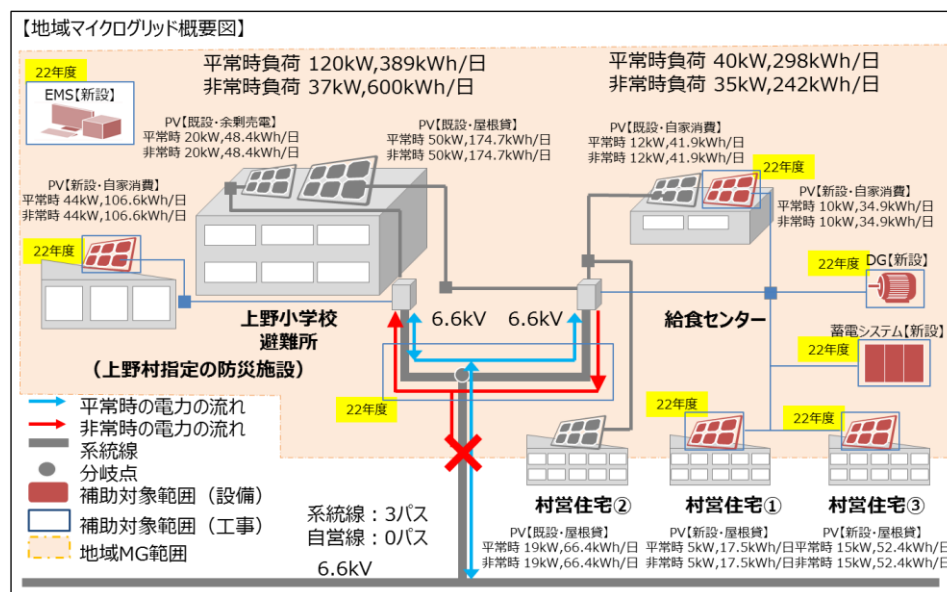 【地域マイクログリッド概要図】
22年度
EMS【新設】
平常時負荷 120kW,389kWh/日
非常時負荷 37kW,600kWh/日
平常時負荷 40kW,298kWh/日
非常時負荷 35kW,242kWh/日
PV【既設・余剰売電】
平常時 20kW,48.4kWh/日
非常時 20kW,48.4kWh/日
PV【既設・屋根貸】
平常時 50kW,174.7kWh/日
非常時 50kW,174.7kWh/日
PV【既設・自家消費】
平常時 12kW,41.9kWh/日
非常時 12kW,41.9kWh/日
22年度
PV【新設・自家消費】
平常時 44kW,106.6kWh/日
非常時 44kW,106.6kWh/日
22年度
PV【新設・自家消費】
平常時 10kW,34.9kWh/日
非常時 10kW,34.9kWh/日
DG【新設】
22年度
上野小学校
避難所
(上野村指定の防災施設)
6.6kV
6.6kV
給食センター
蓄電システム【新設】
22年度
22年度
平常時の電力の流れ
非常時の電力の流れ
系統線
分岐点
補助対象範囲(設備)
補助対象範囲(工事)
地域MG範囲
系統線:3パス
自営線:0パス
6.6kV
22年度
22年度
村営住宅②
村営住宅①
村営住宅③
PV【既設・屋根貸】
平常時 19kW,66.4kWh/日
非常時 19kW,66.4kWh/日
PV【新設・屋根貸】
平常時 5kW,17.5kWh/日
非常時 5kW,17.5kWh/日
PV【新設・屋根貸】
平常時 15kW,52.4kWh/日
非常時 15kW,52.4kWh/日